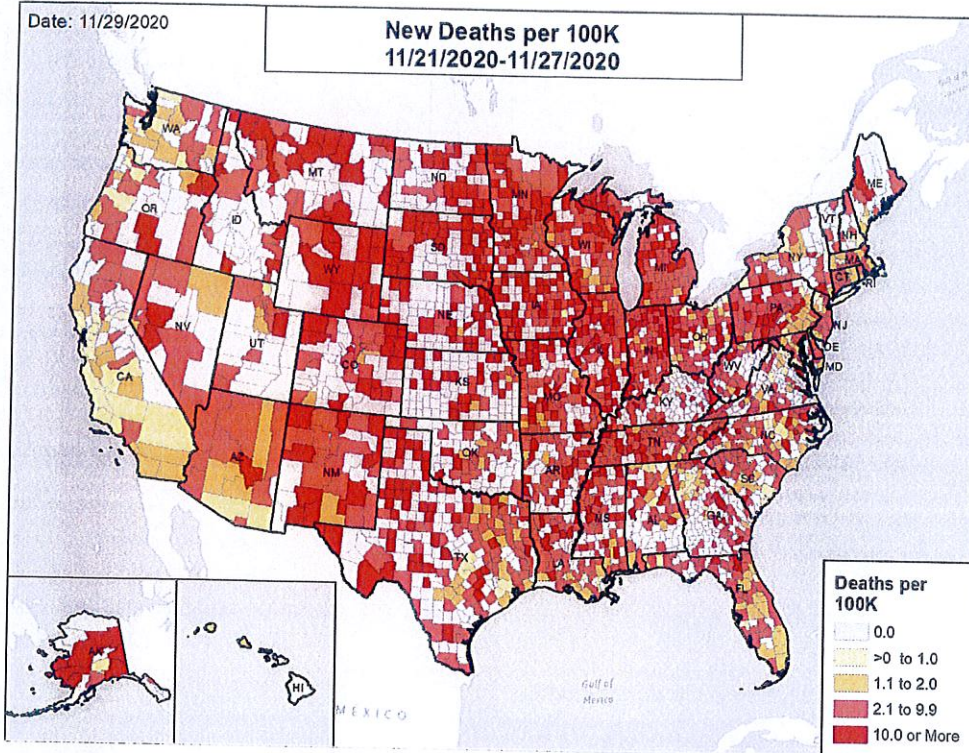 Date: 11/29/2020
New Deaths per 100K
11/21/2020-11/27/2020
WA
MT
ND
MN
ME
OR
ID
SD
WI
MI
VT
NH
NY
MA
CT
RI
WY
NE
IA
PA
NJ
NV
UT
CO
IL
IN
OH
DE
MD
CA
KS
MO
WV
VA
KY
AZ
NM
OK
AR
TN
NC
SC
TX
LA
MS
AL
GA
FL
AK
HI
MEXICO
Gulf of
Mexico
Deaths per
100K
0.0
>0 to 1.0
1.1 to 2.0
2.1 to 9.9
10.0 or More